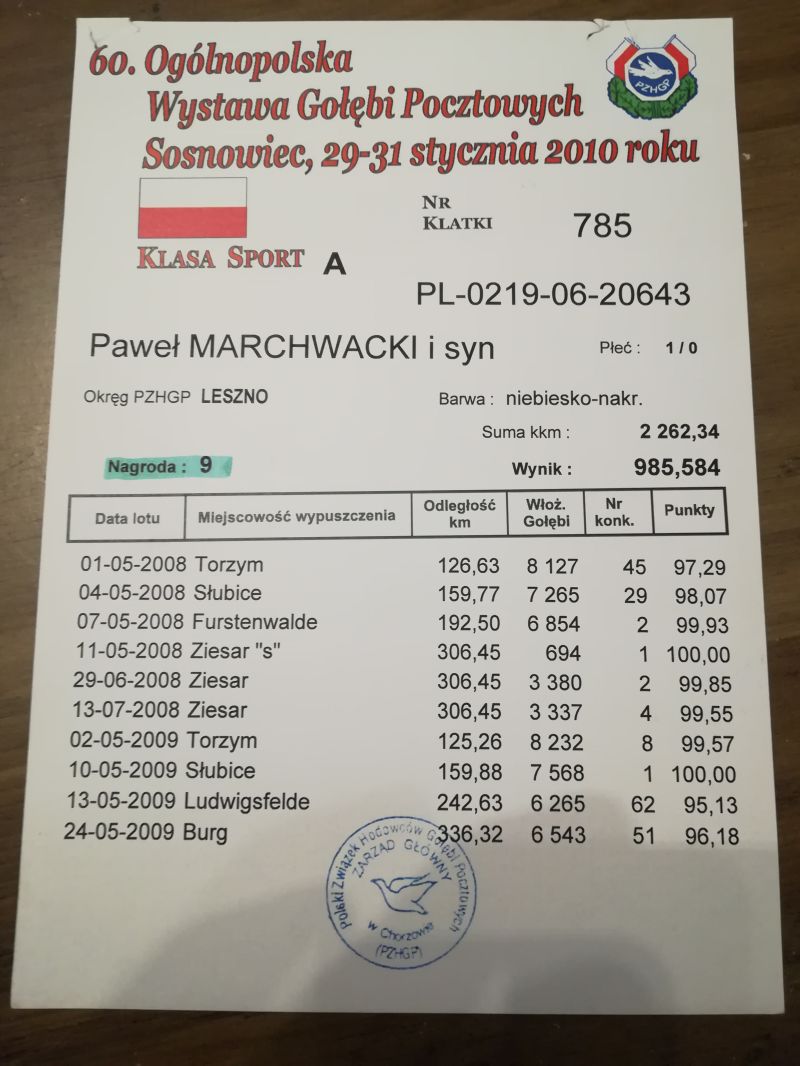 60. Ogólnopolska
Wystawa Gołębi Pocztowych
Sosnowiec, 29-31 stycznia 2010 roku
PZHGP
NR KLATKI 785
KLASA SPORT A
PL-0219-06-20643
Paweł MARCHWACKI i syn Płeć : 1 / 0
Okręg PZHGP LESZNO Barwa : niebiesko-nakr.
Suma kkm : 2 262,34
Nagroda : 9 Wynik : 985,584
Data lotu Miejscowość wypuszczenia Odległość km Włoż. Gołębi Nr konk. Punkty
01-05-2008 Torzym 126,63 8 127 45 97,29
04-05-2008 Słubice 159,77 7 265 29 98,07
07-05-2008 Furstenwalde 192,50 6 854 2 99,93
11-05-2008 Ziesar "s" 306,45 694 1 100,00
29-06-2008 Ziesar 306,45 3 380 2 99,85
13-07-2008 Ziesar 306,45 3 337 4 99,55
02-05-2009 Torzym 125,26 8 232 8 99,57
10-05-2009 Słubice 159,88 7 568 1 100,00
13-05-2009 Ludwigsfelde 242,63 6 265 62 95,13
24-05-2009 Burg 336,32 6 543 51 96,18
Polski Związek Hodowców Gołębi Pocztowych
ZARZĄD GŁÓWNY
w Chorzowie
(PZHGP)